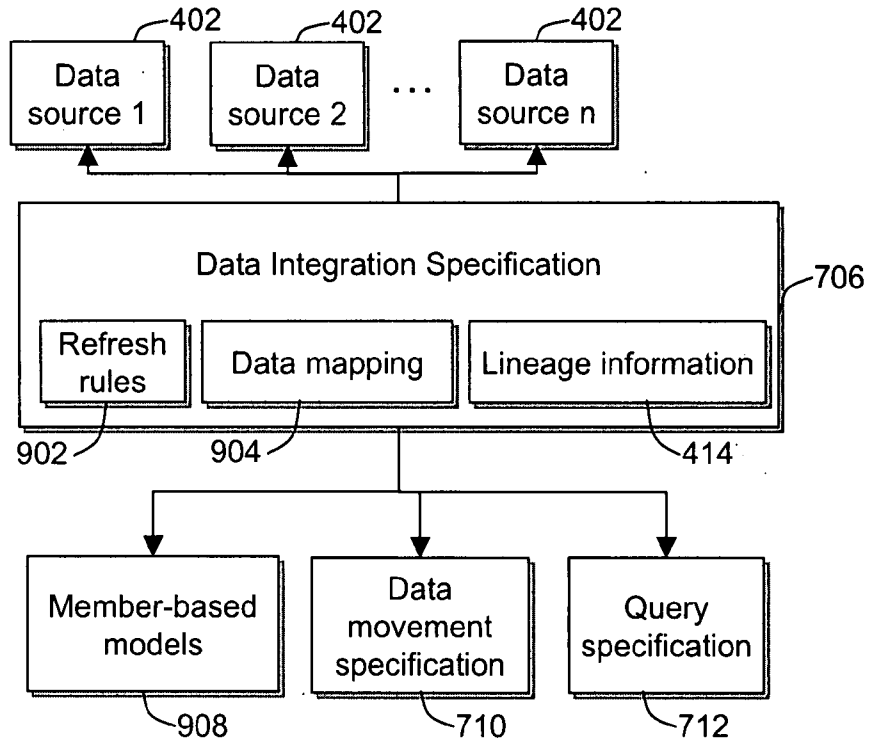 402
402
402
Data
source 1
Data
source 2
...
Data
source n
Data Integration Specification
706
Refresh
rules
Data mapping
Lineage information
902
904
414
Member-based
models
Data
movement
specification
Query
specification
908
710
712